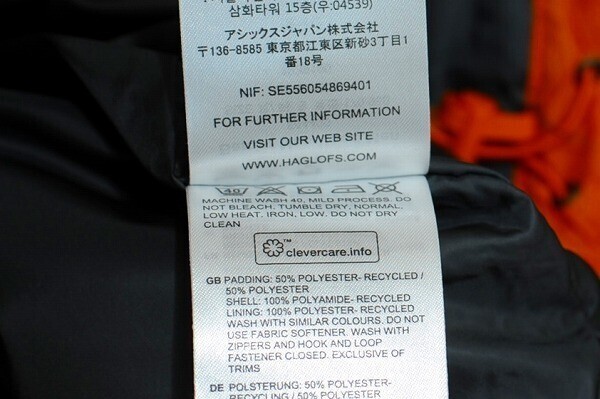 삼화타워 15층(우:04539)
アシックスジャパン株式会社
〒136-8585 東京都江東区新砂3丁目1
番18号
NIF: SE556054869401
FOR FURTHER INFORMATION
VISIT OUR WEB SITE
WWW.HAGLOFS.COM
40
MACHINE WASH 40, MILD PROCESS. DO
NOT BLEACH. TUMBLE DRY, NORMAL,
LOW HEAT. IRON, LOW. DO NOT DRY
CLEAN
™ clevercare.info
GB PADDING: 50% POLYESTER- RECYCLED /
50% POLYESTER
SHELL: 100% POLYAMIDE- RECYCLED
LINING: 100% POLYESTER- RECYCLED
WASH WITH SIMILAR COLOURS. DO NOT
USE FABRIC SOFTENER. WASH WITH
ZIPPERS AND HOOK AND LOOP
FASTENER CLOSED. EXCLUSIVE OF
TRIMS
DE POLSTERUNG: 50% POLYESTER-
RECYCLING / 50% POLYESTER